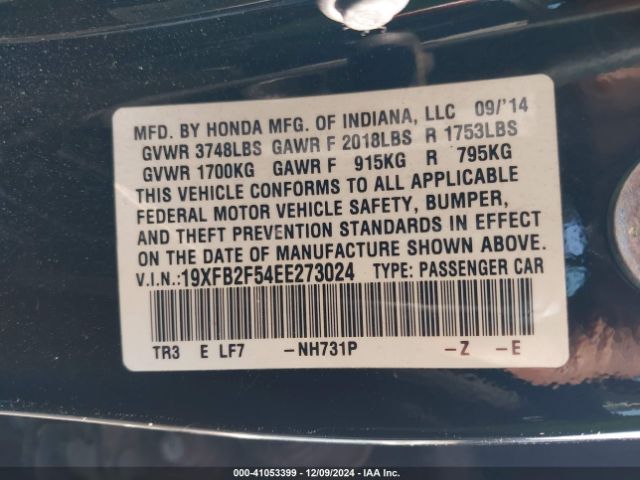 MFD. BY HONDA MFG. OF INDIANA, LLC 09/'14
GVWR 3748LBS GAWR F 2018LBS R 1753LBS
GVWR 1700KG GAWR F 915KG R 795KG
THIS VEHICLE CONFORMS TO ALL APPLICABLE
FEDERAL MOTOR VEHICLE SAFETY, BUMPER,
AND THEFT PREVENTION STANDARDS IN EFFECT
ON THE DATE OF MANUFACTURE SHOWN ABOVE.
V.I.N.:19XFB2F54EE273024 TYPE: PASSENGER CAR
TR3 E LF7 -NH731P -Z -E
000-41053399 - 12/09/2024 - IAA Inc.